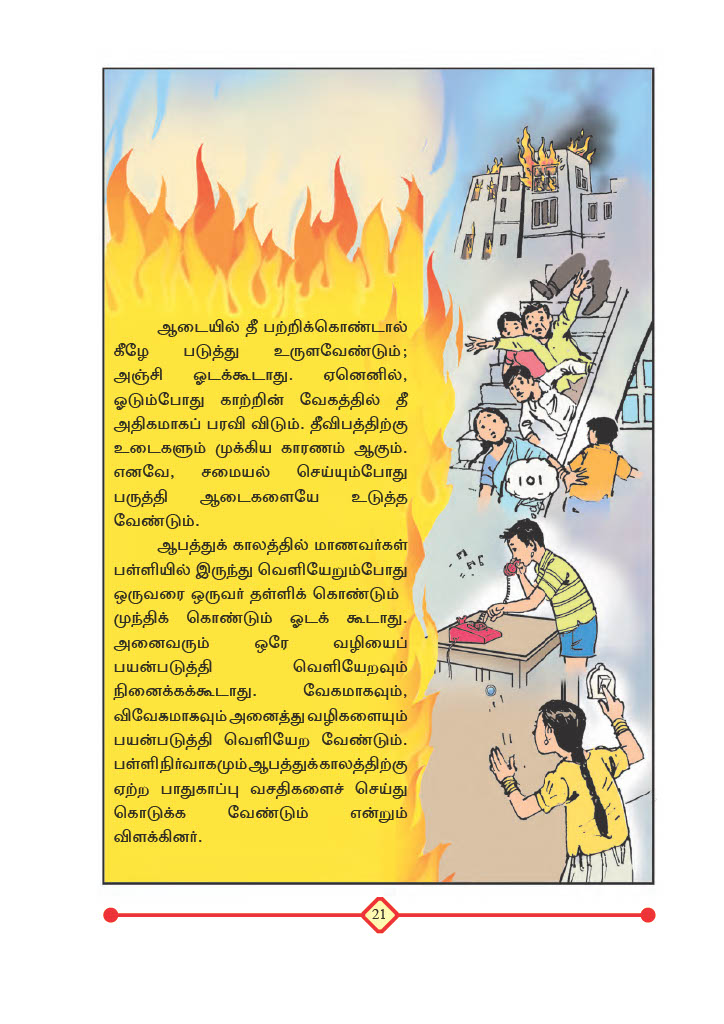 ஆடையில் தீ பற்றிக்கொண்டால்
கீழே படுத்து உருளவேண்டும்;
அஞ்சி ஓடக்கூடாது. ஏனெனில்,
ஓடும்போது காற்றின் வேகத்தில் தீ
அதிகமாகப் பரவி விடும். தீவிபத்திற்கு
உடைகளும் முக்கிய காரணம் ஆகும்.
எனவே, சமையல் செய்யும்போது
பருத்தி ஆடைகளையே உடுத்த
வேண்டும்.
ஆபத்துக் காலத்தில் மாணவர்கள்
பள்ளியில் இருந்து வெளியேறும்போது
ஒருவரை ஒருவர் தள்ளிக் கொண்டும்
முந்திக் கொண்டும் ஓடக் கூடாது.
அனைவரும் ஒரே வழியைப்
பயன்படுத்தி வெளியேறவும்
நினைக்கக்கூடாது. வேகமாகவும்,
விவேகமாகவும் அனைத்து வழிகளையும்
பயன்படுத்தி வெளியேற வேண்டும்.
பள்ளிநிர்வாகமும் ஆபத்துக்காலத்திற்கு
ஏற்ற பாதுகாப்பு வசதிகளைச் செய்து
கொடுக்க வேண்டும் என்றும்
விளக்கினர்.
101
21